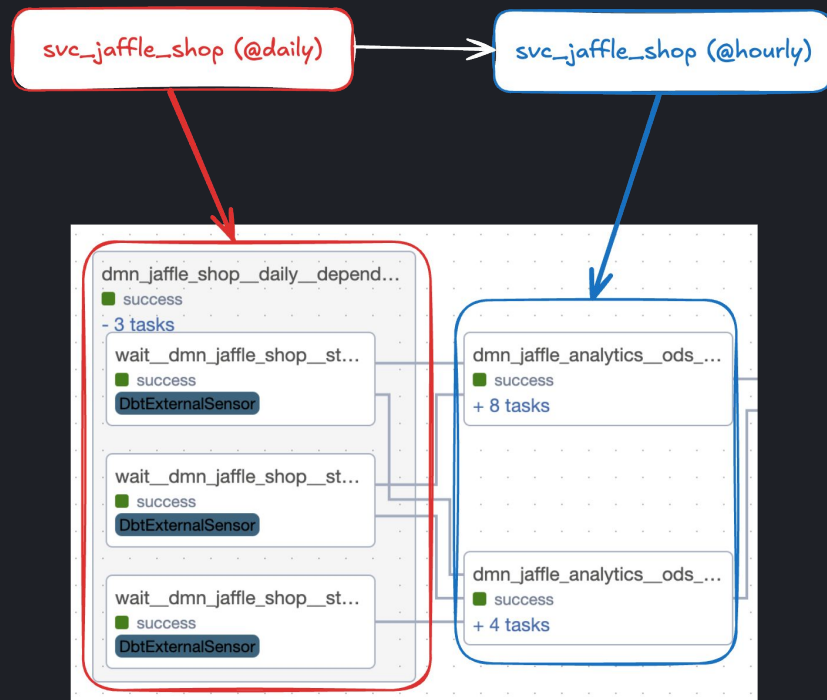 svc_jaffle_shop (@daily)
svc_jaffle_shop (@hourly)
dmn_jaffle_shop__daily__depend...
success
- 3 tasks
wait__dmn_jaffle_shop__st...
success
DbtExternalSensor
wait__dmn_jaffle_shop__st...
success
DbtExternalSensor
wait__dmn_jaffle_shop__st...
success
DbtExternalSensor
dmn_jaffle_analytics__ods_...
success
+ 8 tasks
dmn_jaffle_analytics__ods_...
success
+ 4 tasks